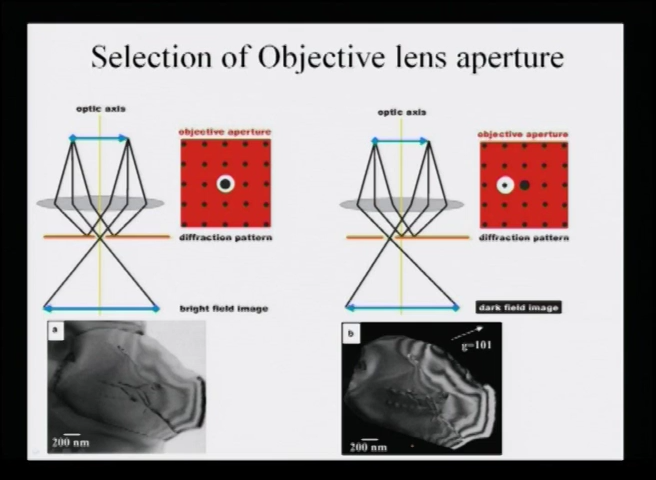 Selection of Objective lens aperture
optic axis
objective aperture
diffraction pattern
bright field image
a
200 nm
optic axis
objective aperture
diffraction pattern
dark field image
b
g=101
200 nm